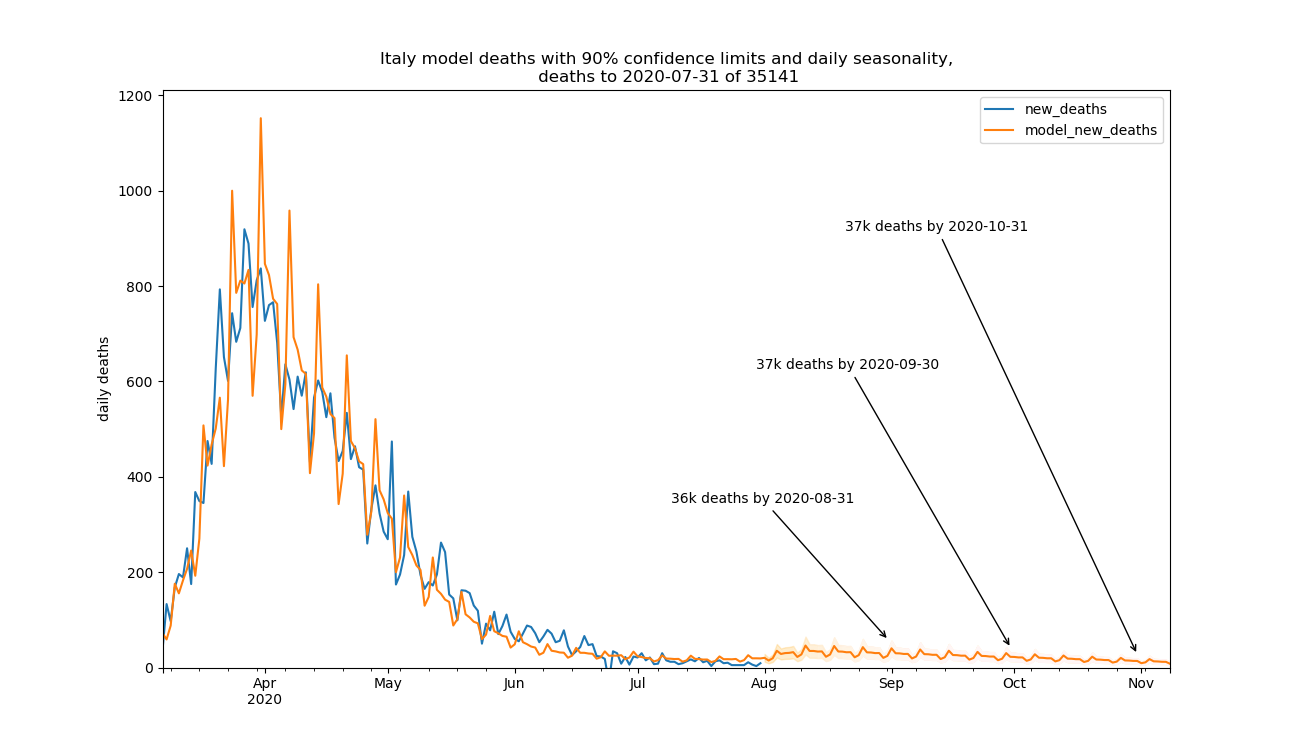 Italy model deaths with 90% confidence limits and daily seasonality,
deaths to 2020-07-31 of 35141
new_deaths
model_new_deaths
1200
1000
800
600
400
200
0
daily deaths
37k deaths by 2020-10-31
37k deaths by 2020-09-30
36k deaths by 2020-08-31
Apr May Jun Jul Aug Sep Oct Nov
2020